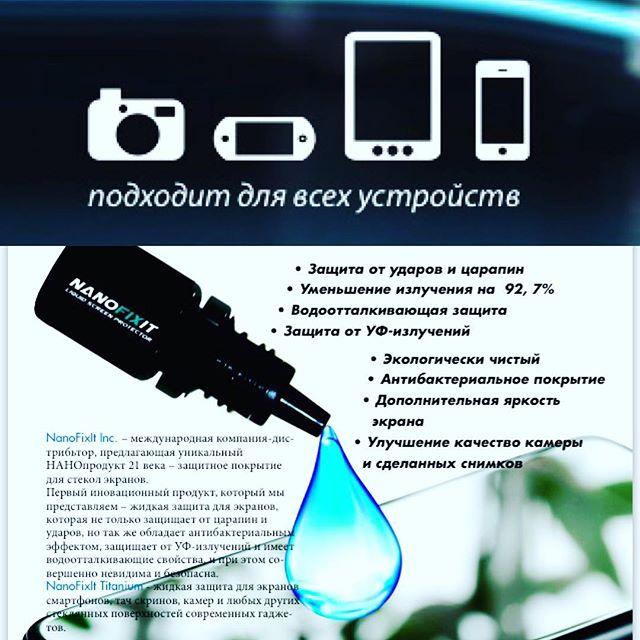 подходит для всех устройств
NANOFIXIT
LIQUID SCREEN PROTECTOR
• Защита от ударов и царапин
• Уменьшение излучения на 92, 7%
• Водоотталкивающая защита
• Защита от УФ-излучений
• Экологически чистый
• Антибактериальное покрытие
• Дополнительная яркость
экрана
• Улучшение качество камеры
и сделанных снимков
NanoFixIt Inc. – международная компания-дис-
трибьтор, предлагающая уникальный
НАНОпродукт 21 века – защитное покрытие
для стекол экранов.
Первый иновационный продукт, который мы
представляем – жидкая защита для экранов,
которая не только защищает от царапин и
ударов, но так же обладает антибактериальным
эффектом, защищает от УФ-излучений и имеет
водоотталкивающие свойства, и при этом со-
вершенно невидима и безопасна.
NanoFixIt Titanium - жидкая защита для экранов
смартфонов, тач скринов, камер и любых других
стеклянных поверхностей современных гадже-
тов.